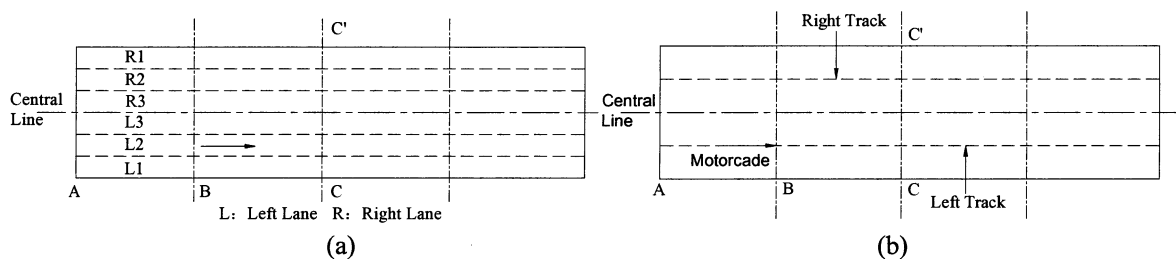 C'
R1
R2
R3
Central
Line
L3
L2
L1
A
B
C
L: Left Lane R: Right Lane
(a)
Right Track
C'
Central
Line
Motorcade
A
B
C
Left Track
(b)